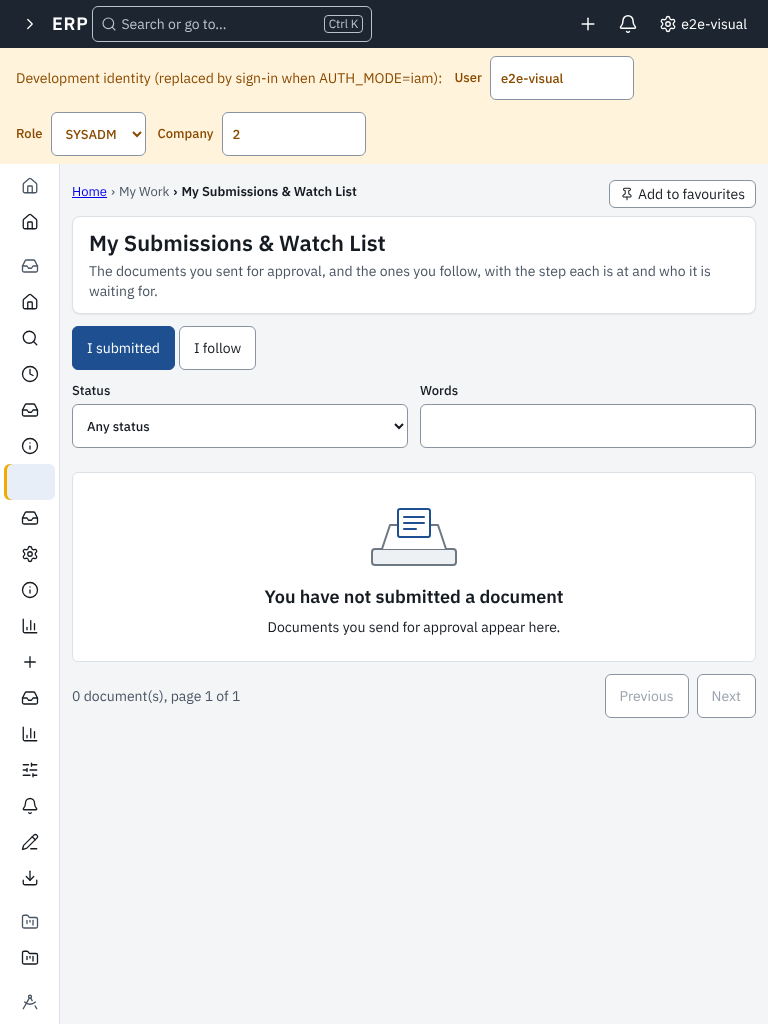 ERP
Search or go to...
Ctrl K
e2e-visual
Development identity (replaced by sign-in when AUTH_MODE=iam):
User
e2e-visual
Role
SYSADM
Company
2
Home › My Work › My Submissions & Watch List
Add to favourites
My Submissions & Watch List
The documents you sent for approval, and the ones you follow, with the step each is at and who it is
waiting for.
I submitted
I follow
Status
Words
Any status
You have not submitted a document
Documents you send for approval appear here.
0 document(s), page 1 of 1
Previous
Next